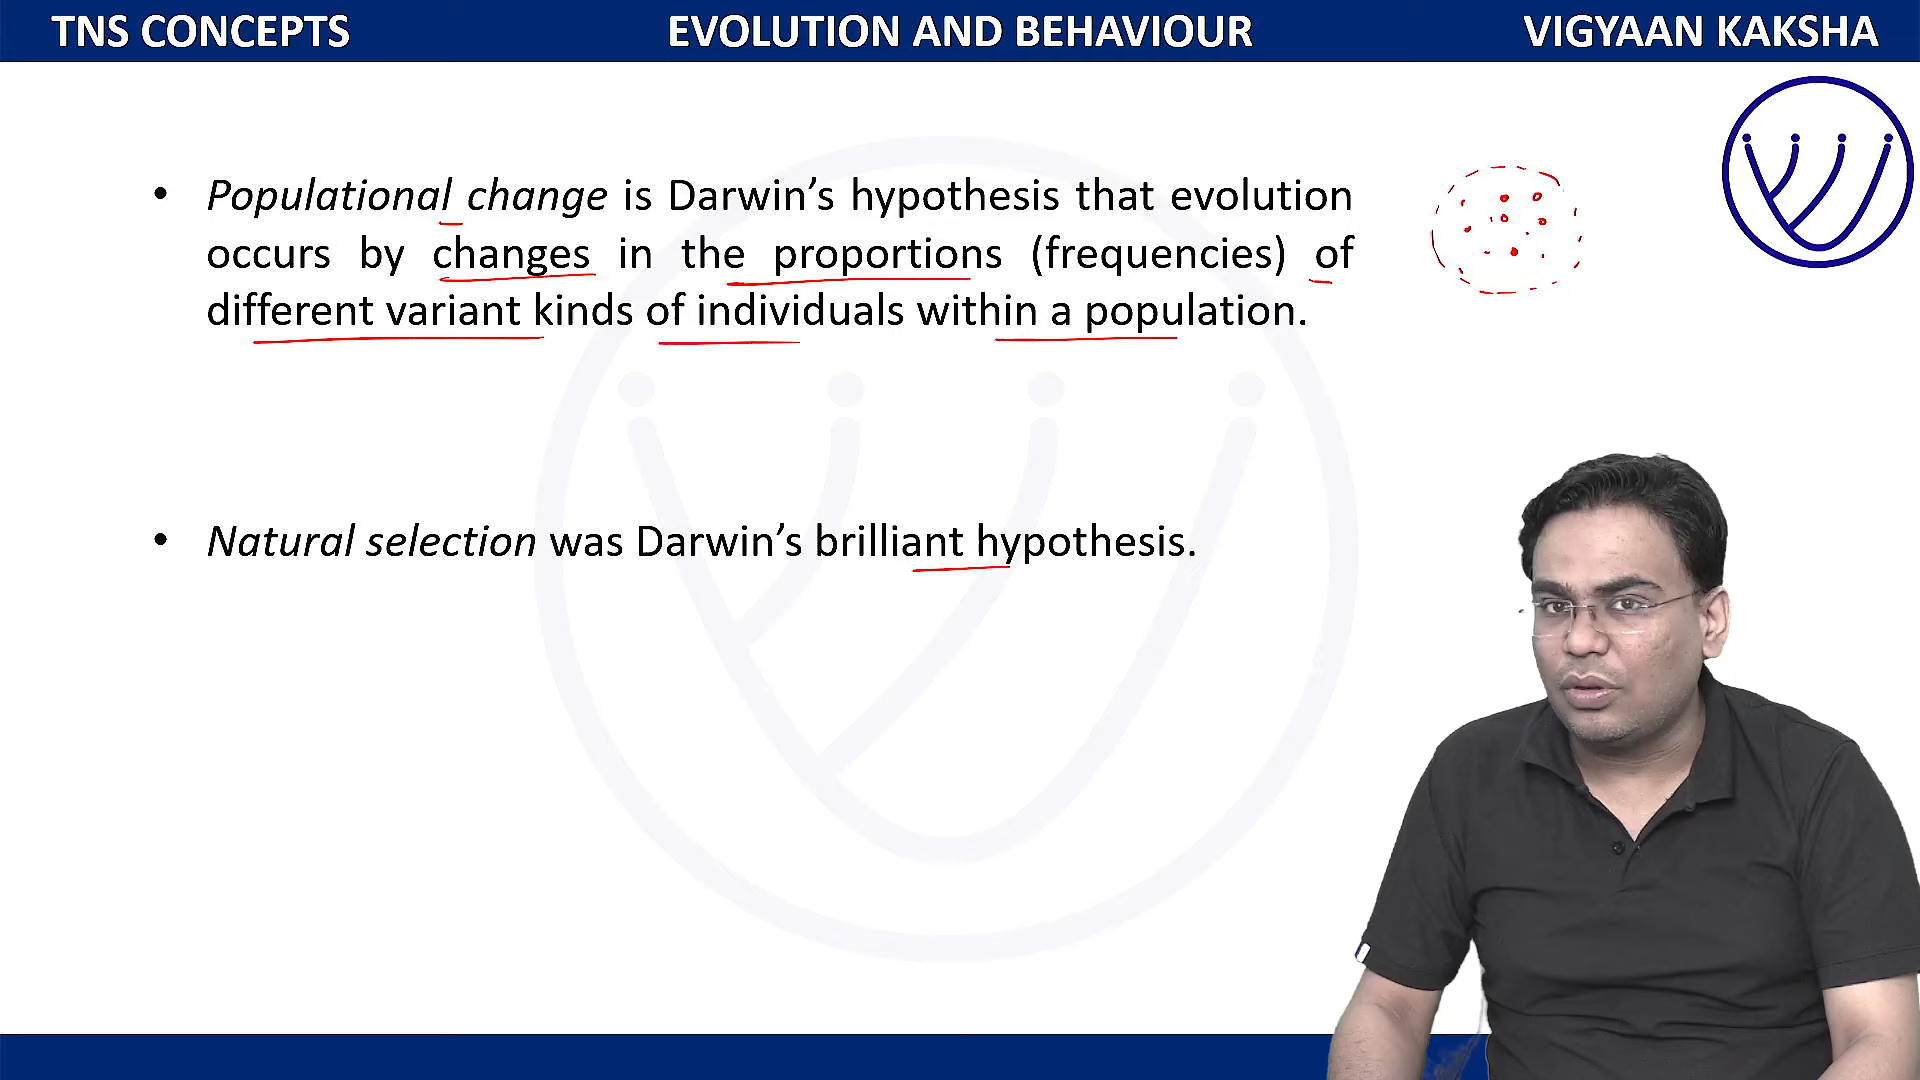 TNS CONCEPTS
EVOLUTION AND BEHAVIOUR
VIGYAAN KAKSHA
• Populational change is Darwin’s hypothesis that evolution
occurs by changes in the proportions (frequencies) of
different variant kinds of individuals within a population.
• Natural selection was Darwin’s brilliant hypothesis.